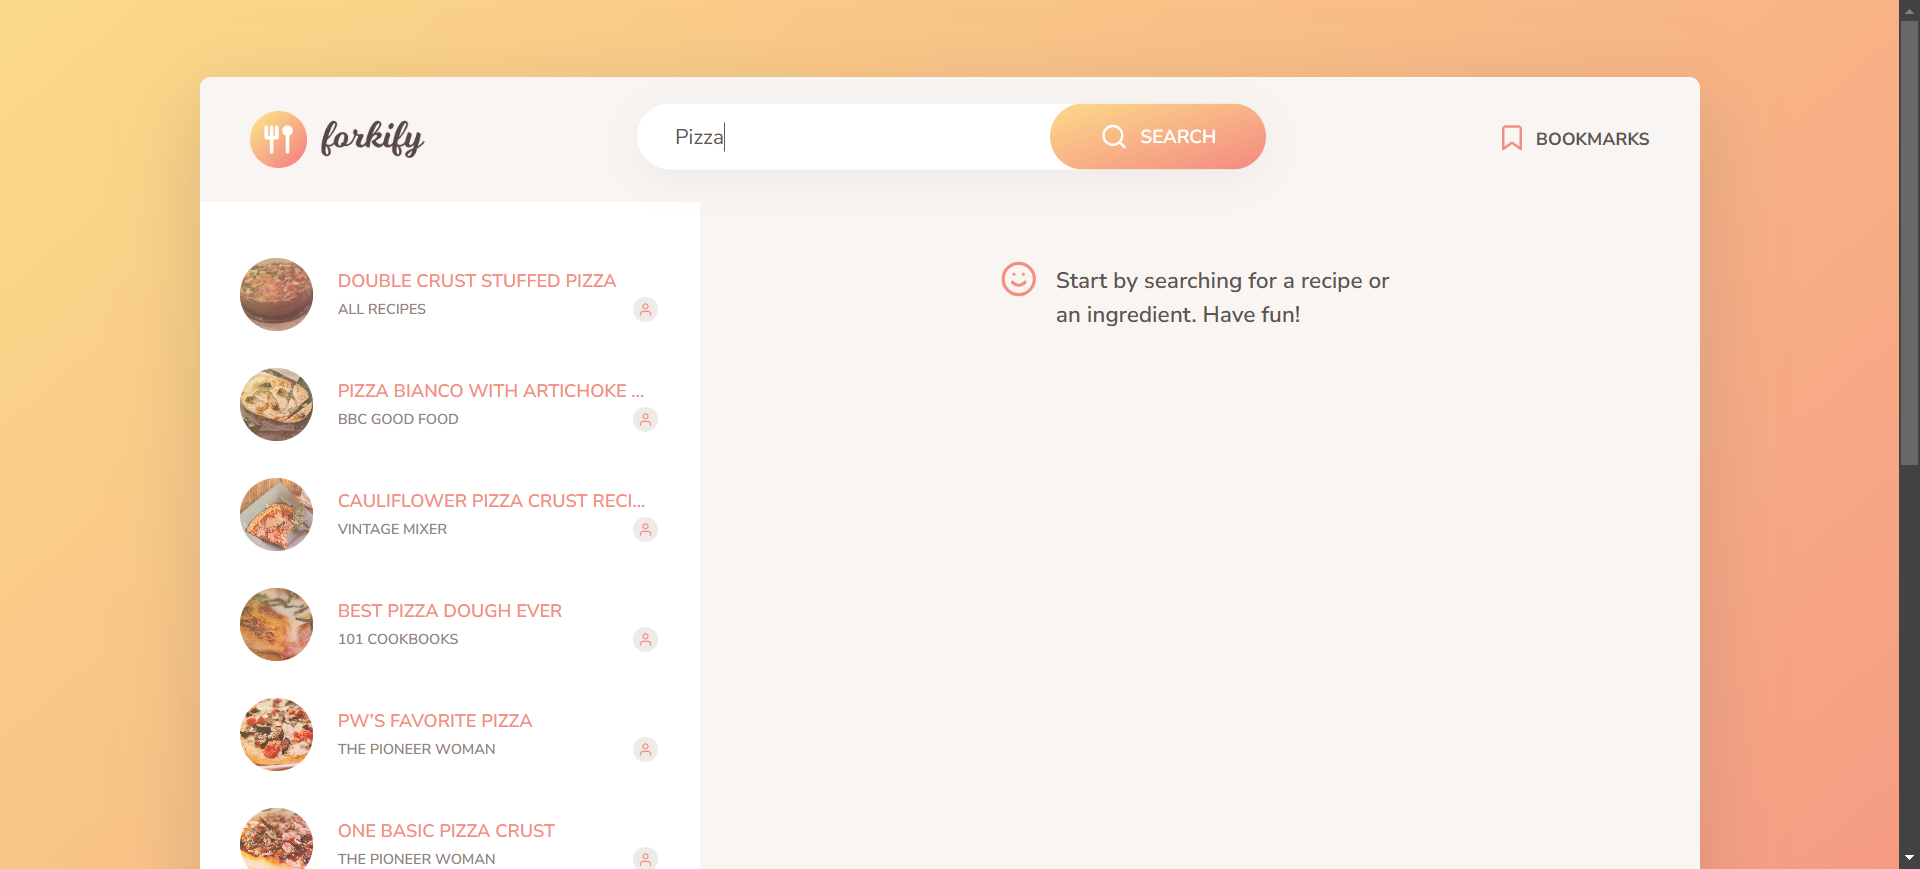 forkify
Pizza
SEARCH
BOOKMARKS
DOUBLE CRUST STUFFED PIZZA
ALL RECIPES
PIZZA BIANCO WITH ARTICHOKE ...
BBC GOOD FOOD
CAULIFLOWER PIZZA CRUST RECI...
VINTAGE MIXER
BEST PIZZA DOUGH EVER
101 COOKBOOKS
PW'S FAVORITE PIZZA
THE PIONEER WOMAN
ONE BASIC PIZZA CRUST
THE PIONEER WOMAN
Start by searching for a recipe or
an ingredient. Have fun!